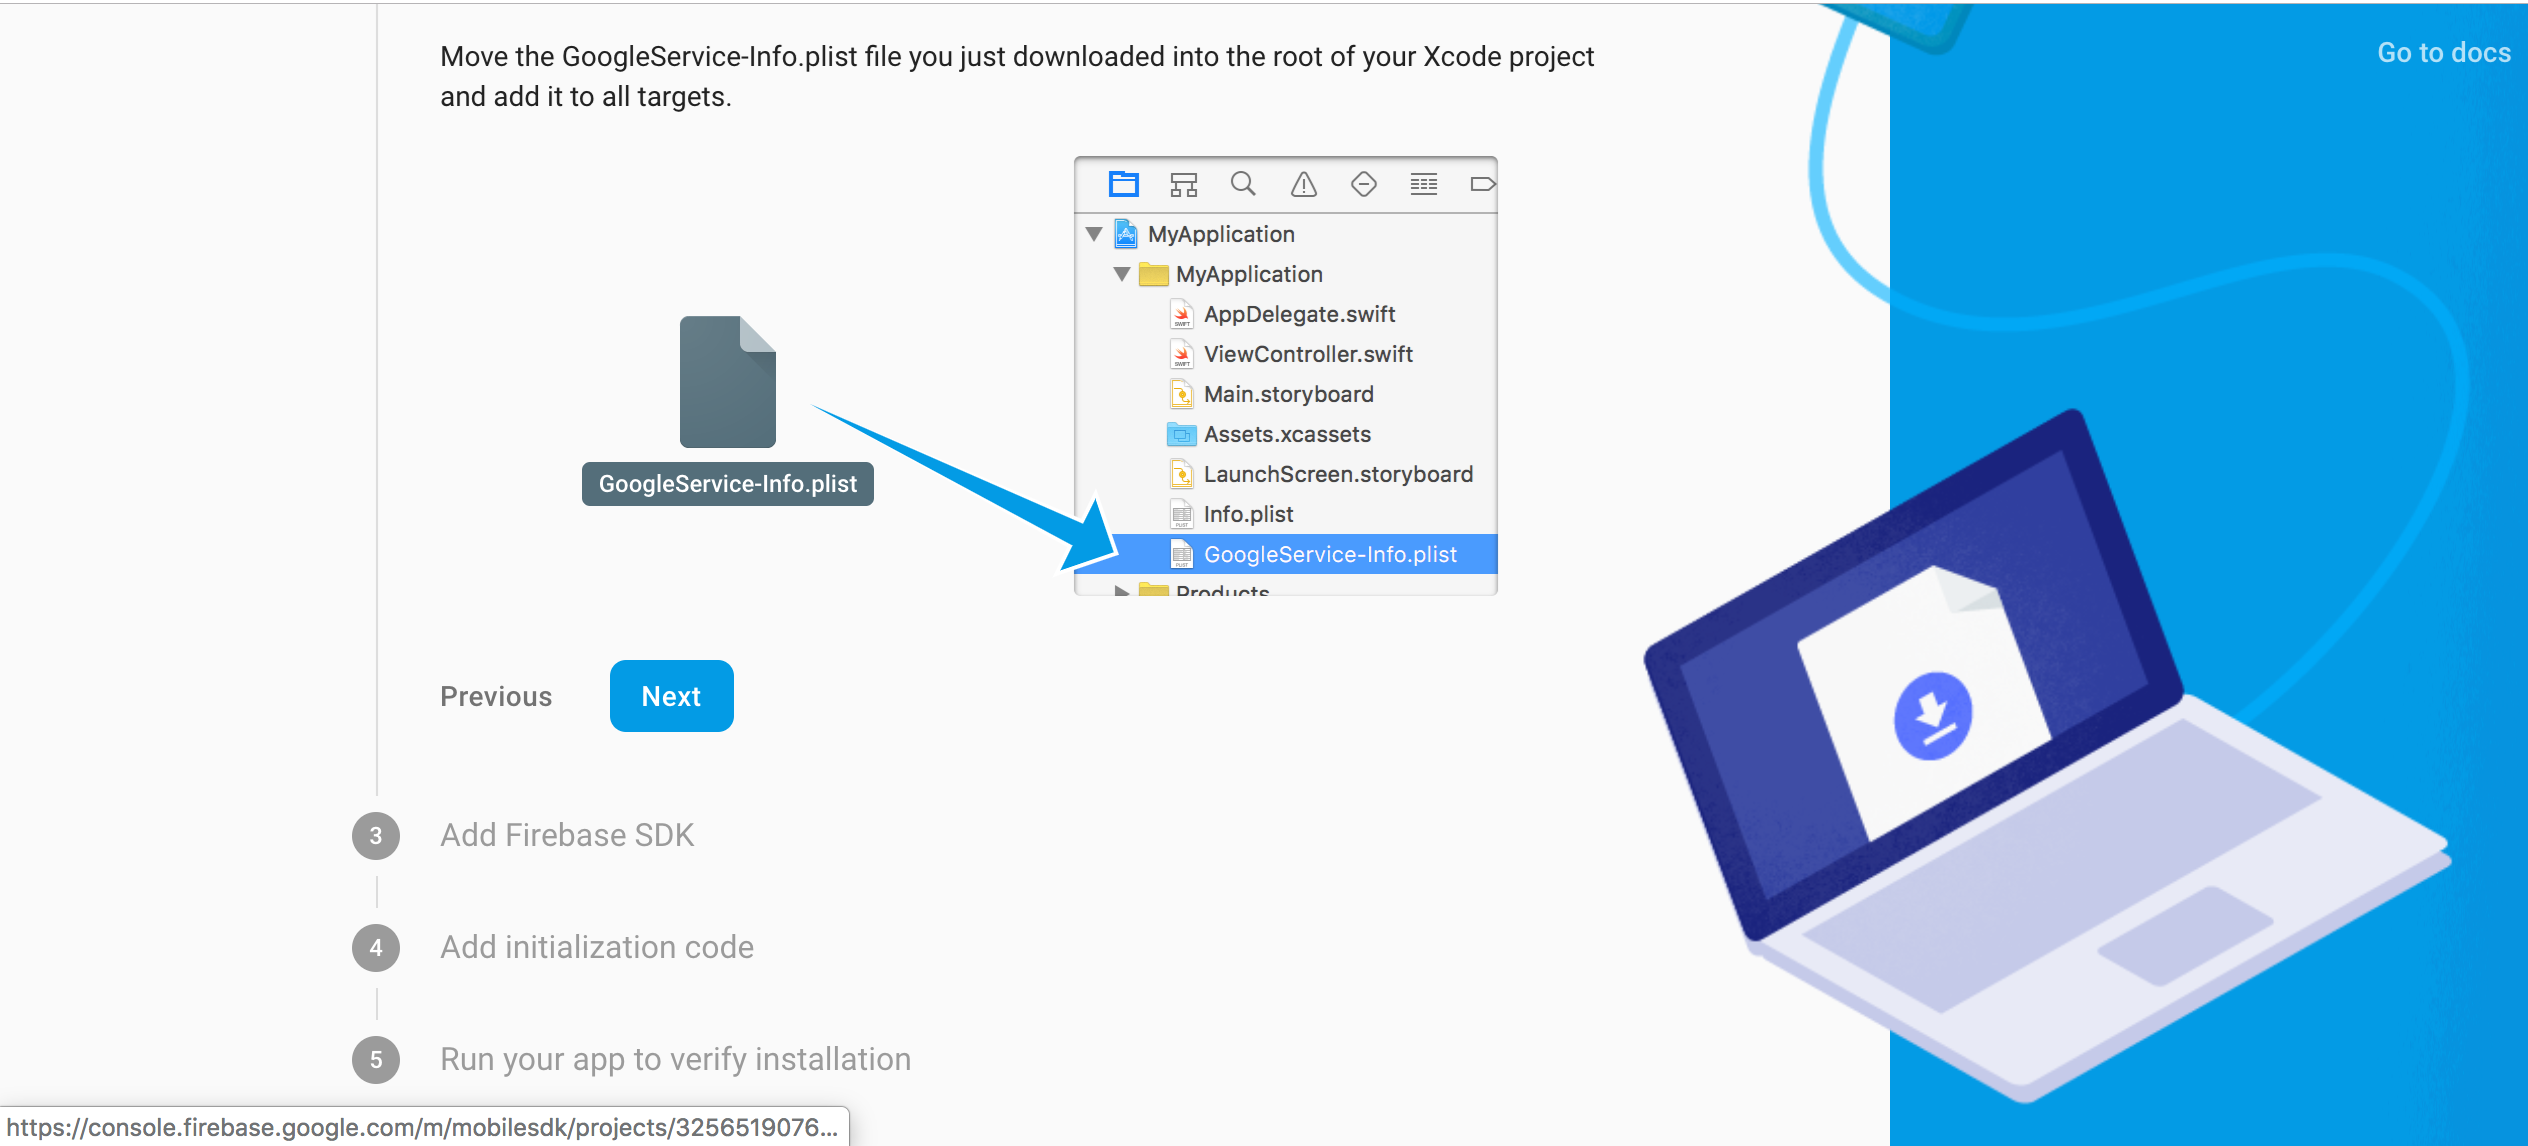 Move the GoogleService-Info.plist file you just downloaded into the root of your Xcode project
and add it to all targets.
Go to docs
MyApplication
MyApplication
AppDelegate.swift
ViewController.swift
Main.storyboard
Assets.xcassets
LaunchScreen.storyboard
Info.plist
GoogleService-Info.plist
Products
GoogleService-Info.plist
Previous
Next
3 Add Firebase SDK
4 Add initialization code
5 Run your app to verify installation
https://console.firebase.google.com/m/mobilesdk/projects/3256519076...